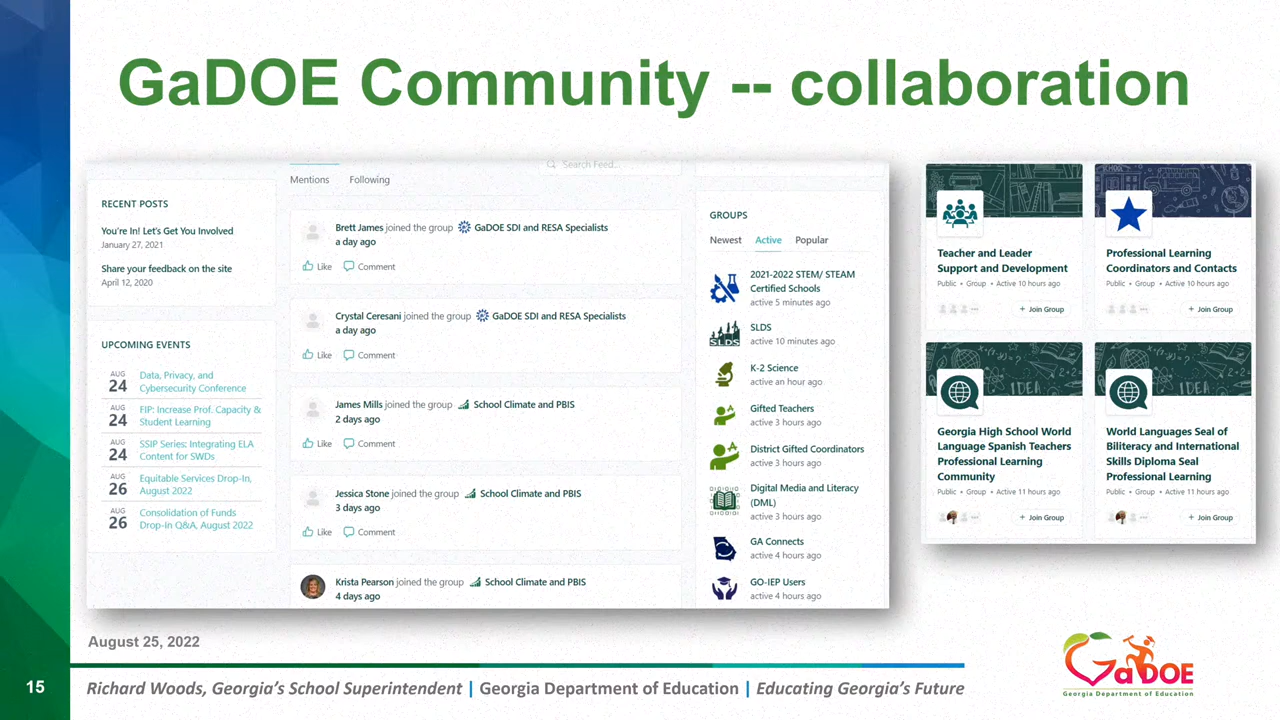 GaDOE Community -- collaboration
Search Feed...
Mentions Following
RECENT POSTS
You're In! Let's Get You Involved
January 27, 2021
Share your feedback on the site
April 12, 2020
UPCOMING EVENTS
AUG
24
Data, Privacy, and
Cybersecurity Conference
AUG
24
FIP: Increase Prof. Capacity &
Student Learning
AUG
24
SSIP Series: Integrating ELA
Content for SWDs
AUG
26
Equitable Services Drop-In,
August 2022
AUG
26
Consolidation of Funds
Drop-In Q&A, August 2022
Brett James joined the group GaDOE SDI and RESA Specialists
a day ago
Like Comment
Crystal Ceresani joined the group GaDOE SDI and RESA Specialists
a day ago
Like Comment
James Mills joined the group School Climate and PBIS
2 days ago
Like Comment
Jessica Stone joined the group School Climate and PBIS
3 days ago
Like Comment
Krista Pearson joined the group School Climate and PBIS
4 days ago
GROUPS
Newest Active Popular
2021-2022 STEM/ STEAM
Certified Schools
active 5 minutes ago
SLDS
SLDS
active 10 minutes ago
K-2 Science
active an hour ago
Gifted Teachers
active 3 hours ago
District Gifted Coordinators
active 3 hours ago
Digital Media and Literacy
(DML)
active 3 hours ago
GA Connects
active 4 hours ago
GO-IEP Users
active 4 hours ago
Teacher and Leader
Support and Development
Public • Group • Active 10 hours ago
+ Join Group
Professional Learning
Coordinators and Contacts
Public • Group • Active 10 hours ago
+ Join Group
IDEA
Georgia High School World
Language Spanish Teachers
Professional Learning
Community
Public • Group • Active 11 hours ago
+ Join Group
IDEA
World Languages Seal of
Biliteracy and International
Skills Diploma Seal
Professional Learning
Public • Group • Active 11 hours ago
+ Join Group
August 25, 2022
15
Richard Woods, Georgia's School Superintendent | Georgia Department of Education | Educating Georgia's Future
GaDOE
Georgia Department of Education